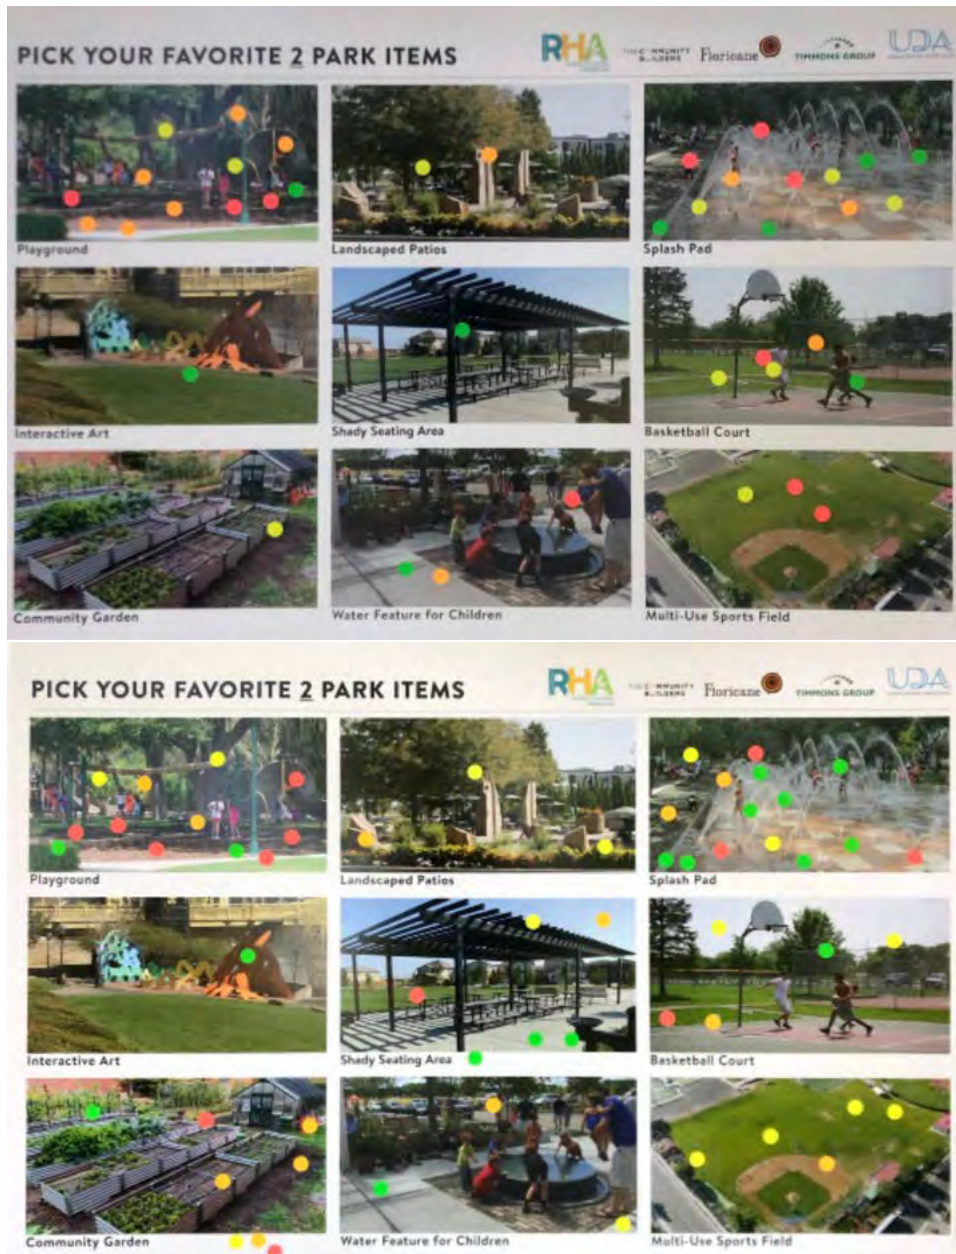 PICK YOUR FAVORITE 2 PARK ITEMS
RHA
Floricane
TIMMONS GROUP
UDA
Playground
Landscaped Patios
Splash Pad
Interactive Art
Shady Seating Area
Basketball Court
Community Garden
Water Feature for Children
Multi-Use Sports Field
PICK YOUR FAVORITE 2 PARK ITEMS
RHA
Floricane
TIMMONS GROUP
UDA
Playground
Landscaped Patios
Splash Pad
Interactive Art
Shady Seating Area
Basketball Court
Community Garden
Water Feature for Children
Multi-Use Sports Field